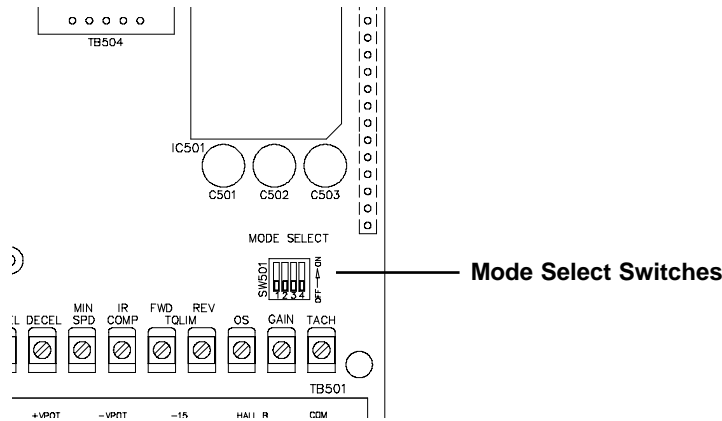 TB504
IC501
C501 C502 C503
MODE SELECT
SW501
1 2 3 4
OFF ON
Mode Select Switches
EL DECEL MIN SPD IR COMP FWD REV TQLIM OS GAIN TACH
TB501
+VPOT -VPOT -15 HALL B COM